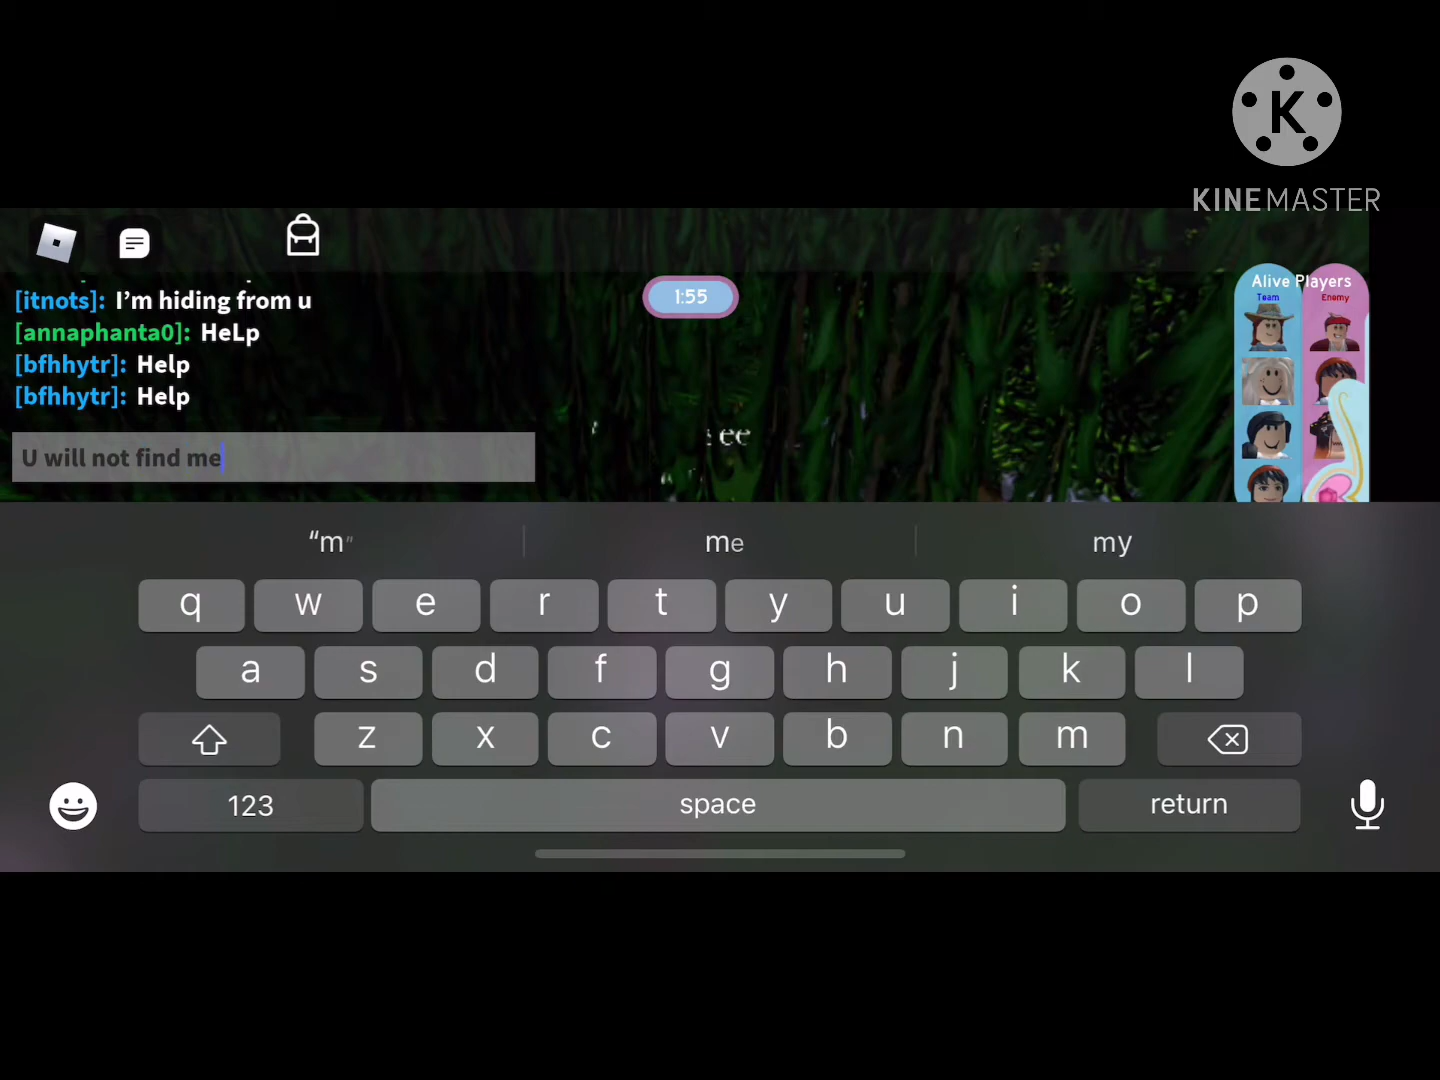 K
KINEMASTER
[itnots]: I'm hiding from u
[annaphanta0]: HeLp
[bfhhytr]: Help
[bfhhytr]: Help
U will not find me
1:55
Alive Players
Team Enemy
ee
“m” me my
q w e r t y u i o p
a s d f g h j k l
z x c v b n m
123 space return